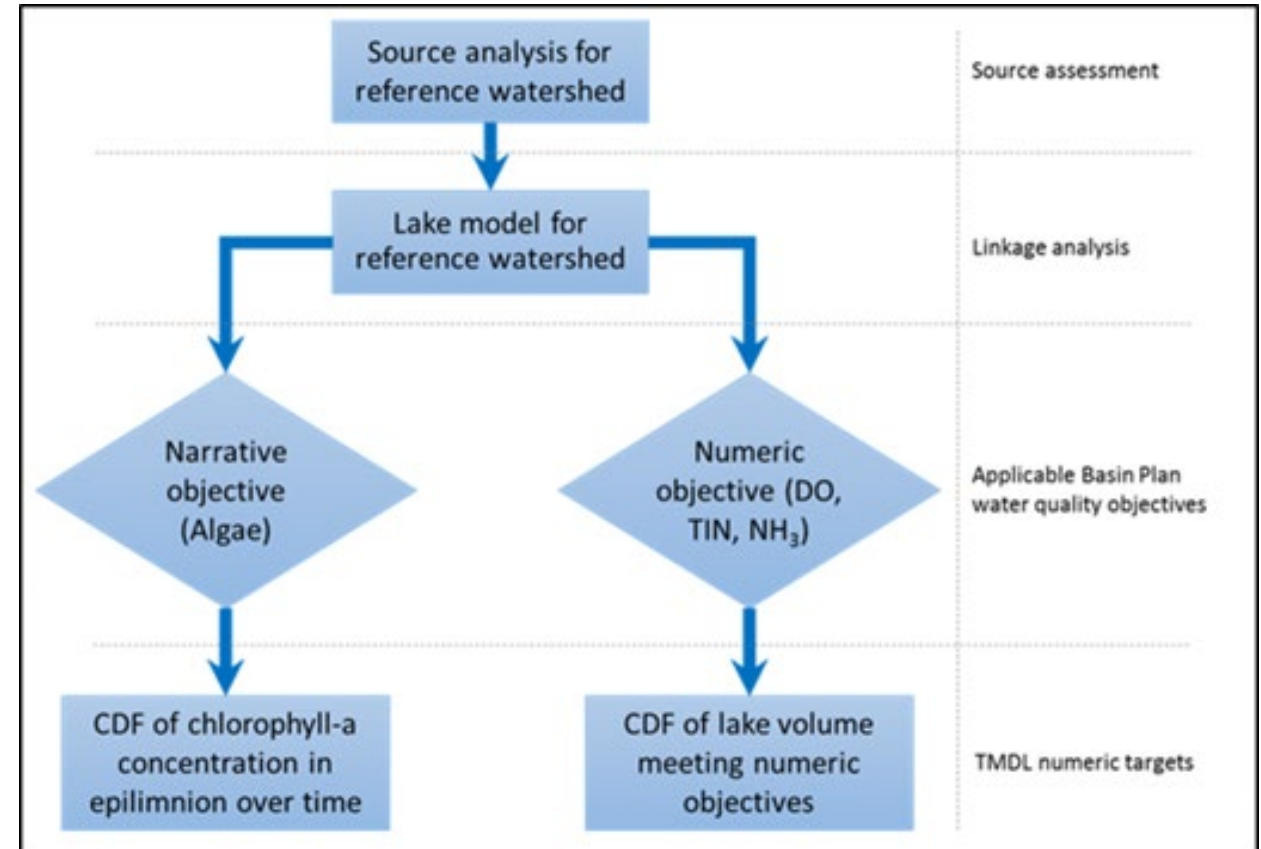 Source analysis for
reference watershed
Source assessment
Lake model for
reference watershed
Linkage analysis
Narrative
objective
(Algae)
Numeric
objective (DO,
TIN, NH₃)
Applicable Basin Plan
water quality objectives
CDF of chlorophyll-a
concentration in
epilimnion over time
CDF of lake volume
meeting numeric
objectives
TMDL numeric targets